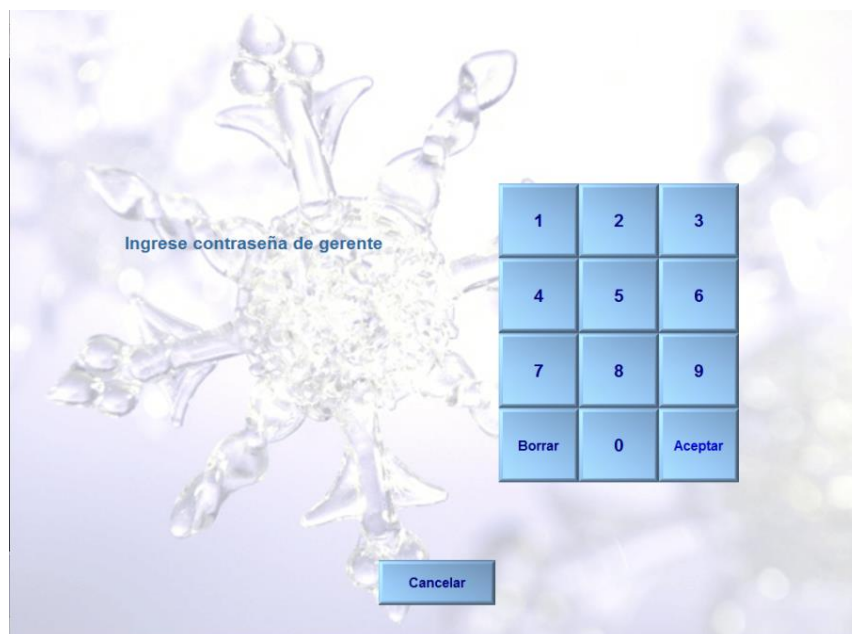 Ingrese contraseña de gerente
1 2 3
4 5 6
7 8 9
Borrar 0 Aceptar
Cancelar